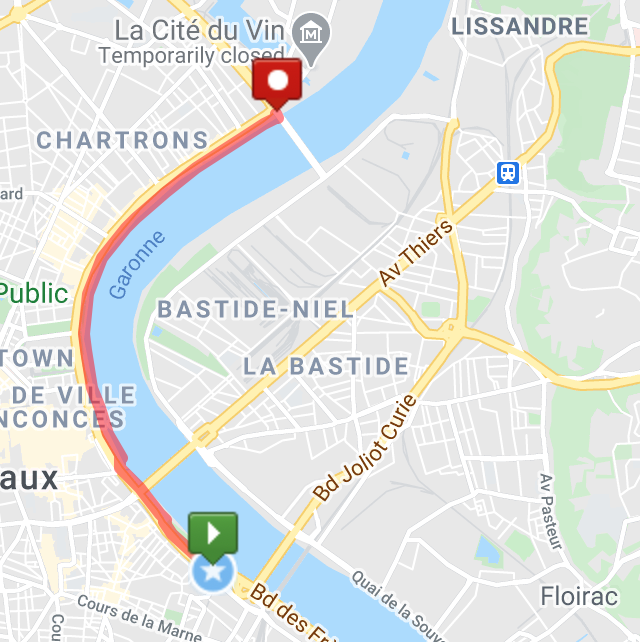 LISSANDRE
La Cité du Vin
Temporarily closed
CHARTRONS
ard
Av Thiers
Garonne
Public
BASTIDE-NIEL
TOWN
LA BASTIDE
DE VILLE
NCONCES
Bd Joliot Curie
aux
Av Pasteur
Quai de la Souv
Bd des Fr
Floirac
Cours de la Marne
Cou